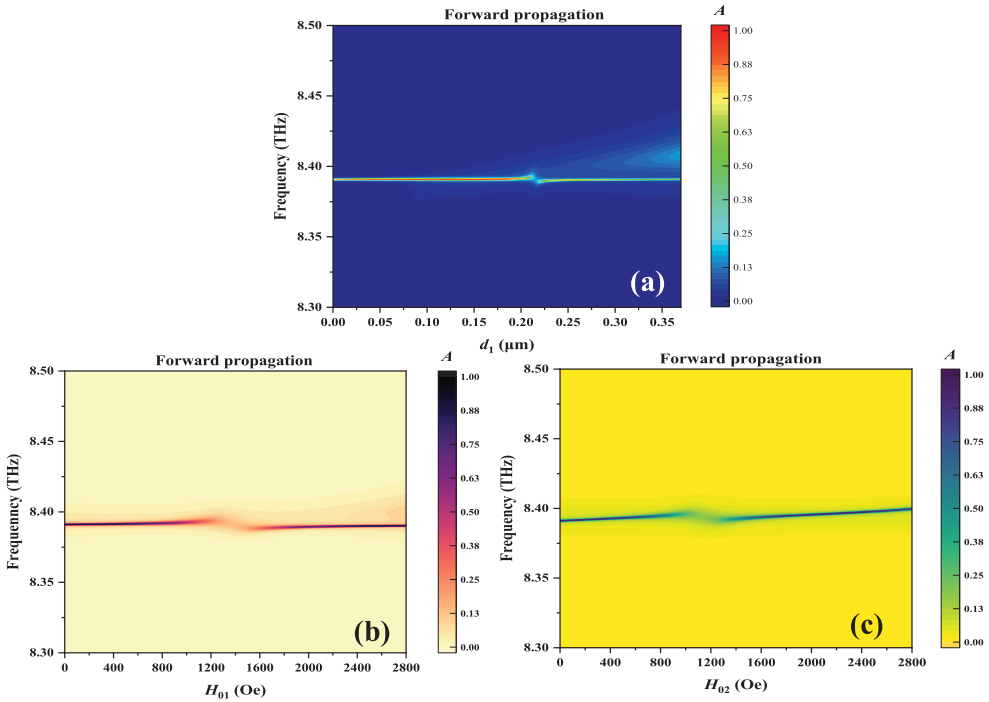 Forward propagation
A
8.50
8.45
8.40
8.35
8.30
Frequency (THz)
0.00 0.05 0.10 0.15 0.20 0.25 0.30 0.35
d1 (µm)
1.00
0.88
0.75
0.63
0.50
0.38
0.25
0.13
0.00
(a)
Forward propagation
A
8.50
8.45
8.40
8.35
8.30
Frequenncy (THz)
0 400 800 1200 1600 2000 2400 2800
H01 (Oe)
1.00
0.88
0.75
0.63
0.50
0.38
0.25
0.13
0.00
(b)
Forward propagation
A
8.50
8.45
8.40
8.35
8.30
Frequency (THz)
0 400 800 1200 1600 2000 2400 2800
H02 (Oe)
1.00
0.88
0.75
0.63
0.50
0.38
0.25
0.13
0.00
(c)